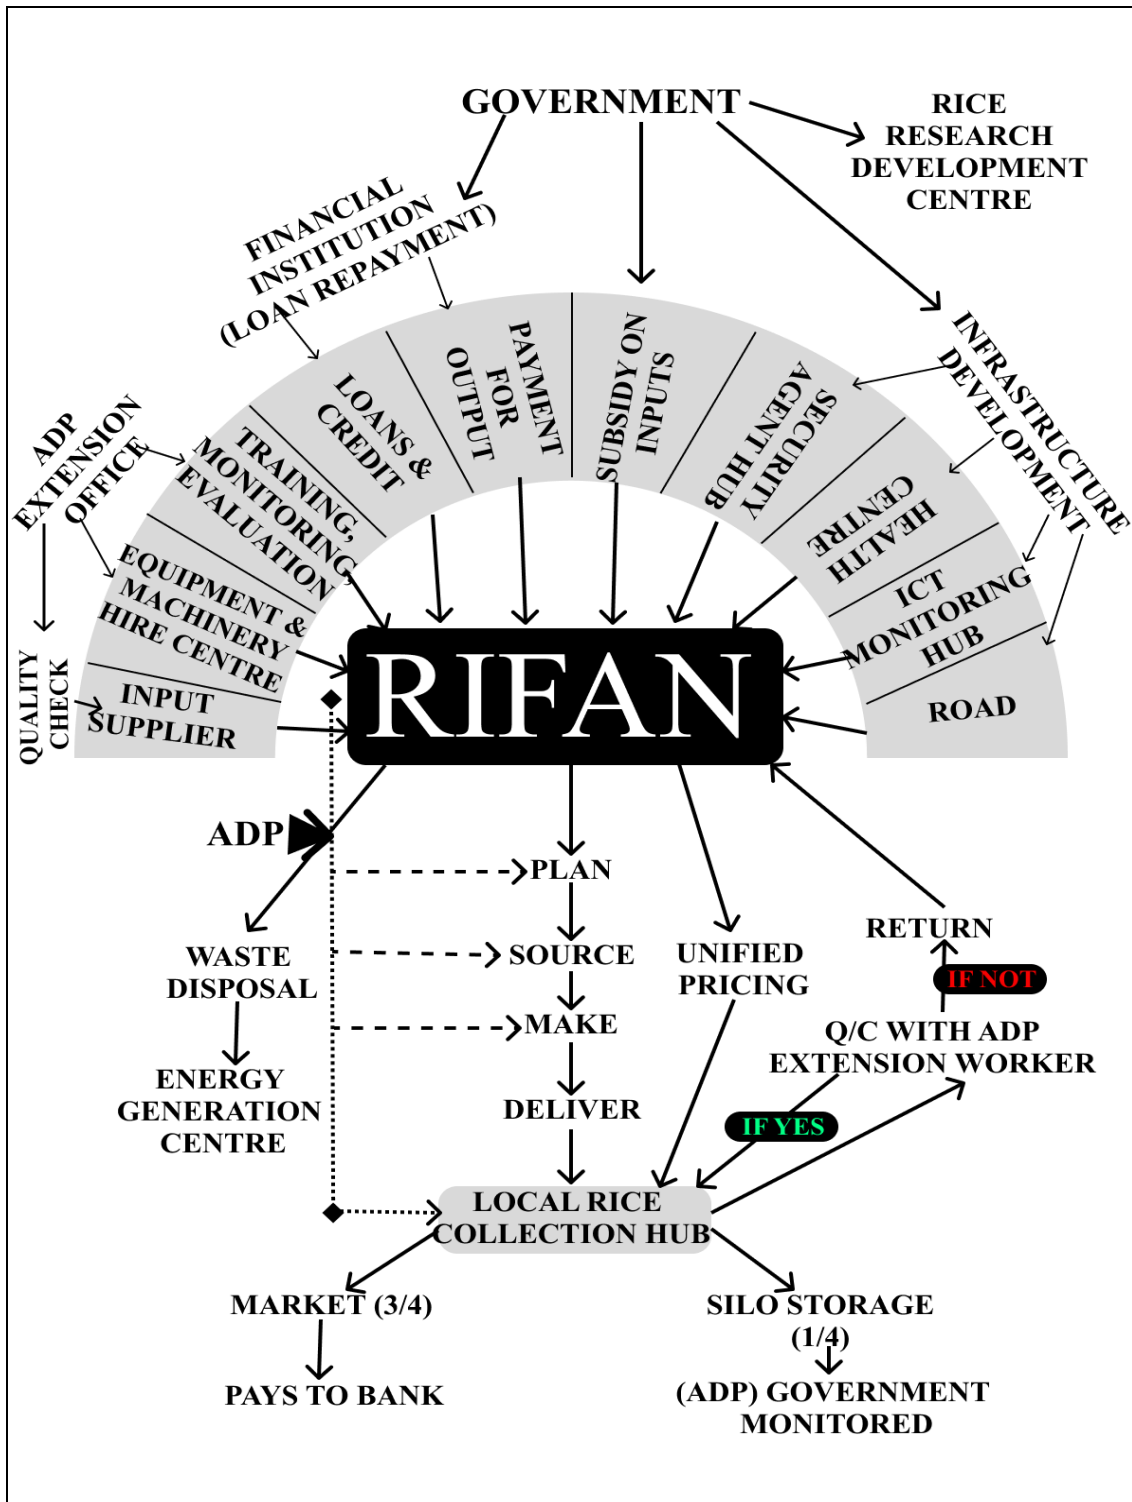 GOVERNMENT
RICE
RESEARCH
DEVELOPMENT
CENTRE
FINANCIAL
INSTITUTION
(LOAN REPAYMENT)
INFRASTRUCTURE
DEVELOPMENT
ADP
EXTENSION
OFFICE
QUALITY
CHECK
INPUT
SUPPLIER
EQUIPMENT &
MACHINERY
HIRE CENTRE
TRAINING,
MONITORING,
EVALUATION
LOANS &
CREDIT
PAYMENT
FOR
OUTPUT
SUBSIDY ON
INPUTS
SECURITY
AGENT HUB
HEALTH
CENTRE
ICT
MONITORING
HUB
ROAD
RIFAN
ADP
PLAN
SOURCE
MAKE
DELIVER
WASTE
DISPOSAL
ENERGY
GENERATION
CENTRE
UNIFIED
PRICING
RETURN
IF NOT
Q/C WITH ADP
EXTENSION WORKER
IF YES
LOCAL RICE
COLLECTION HUB
MARKET (3/4)
PAYS TO BANK
SILO STORAGE
(1/4)
(ADP) GOVERNMENT
MONITORED